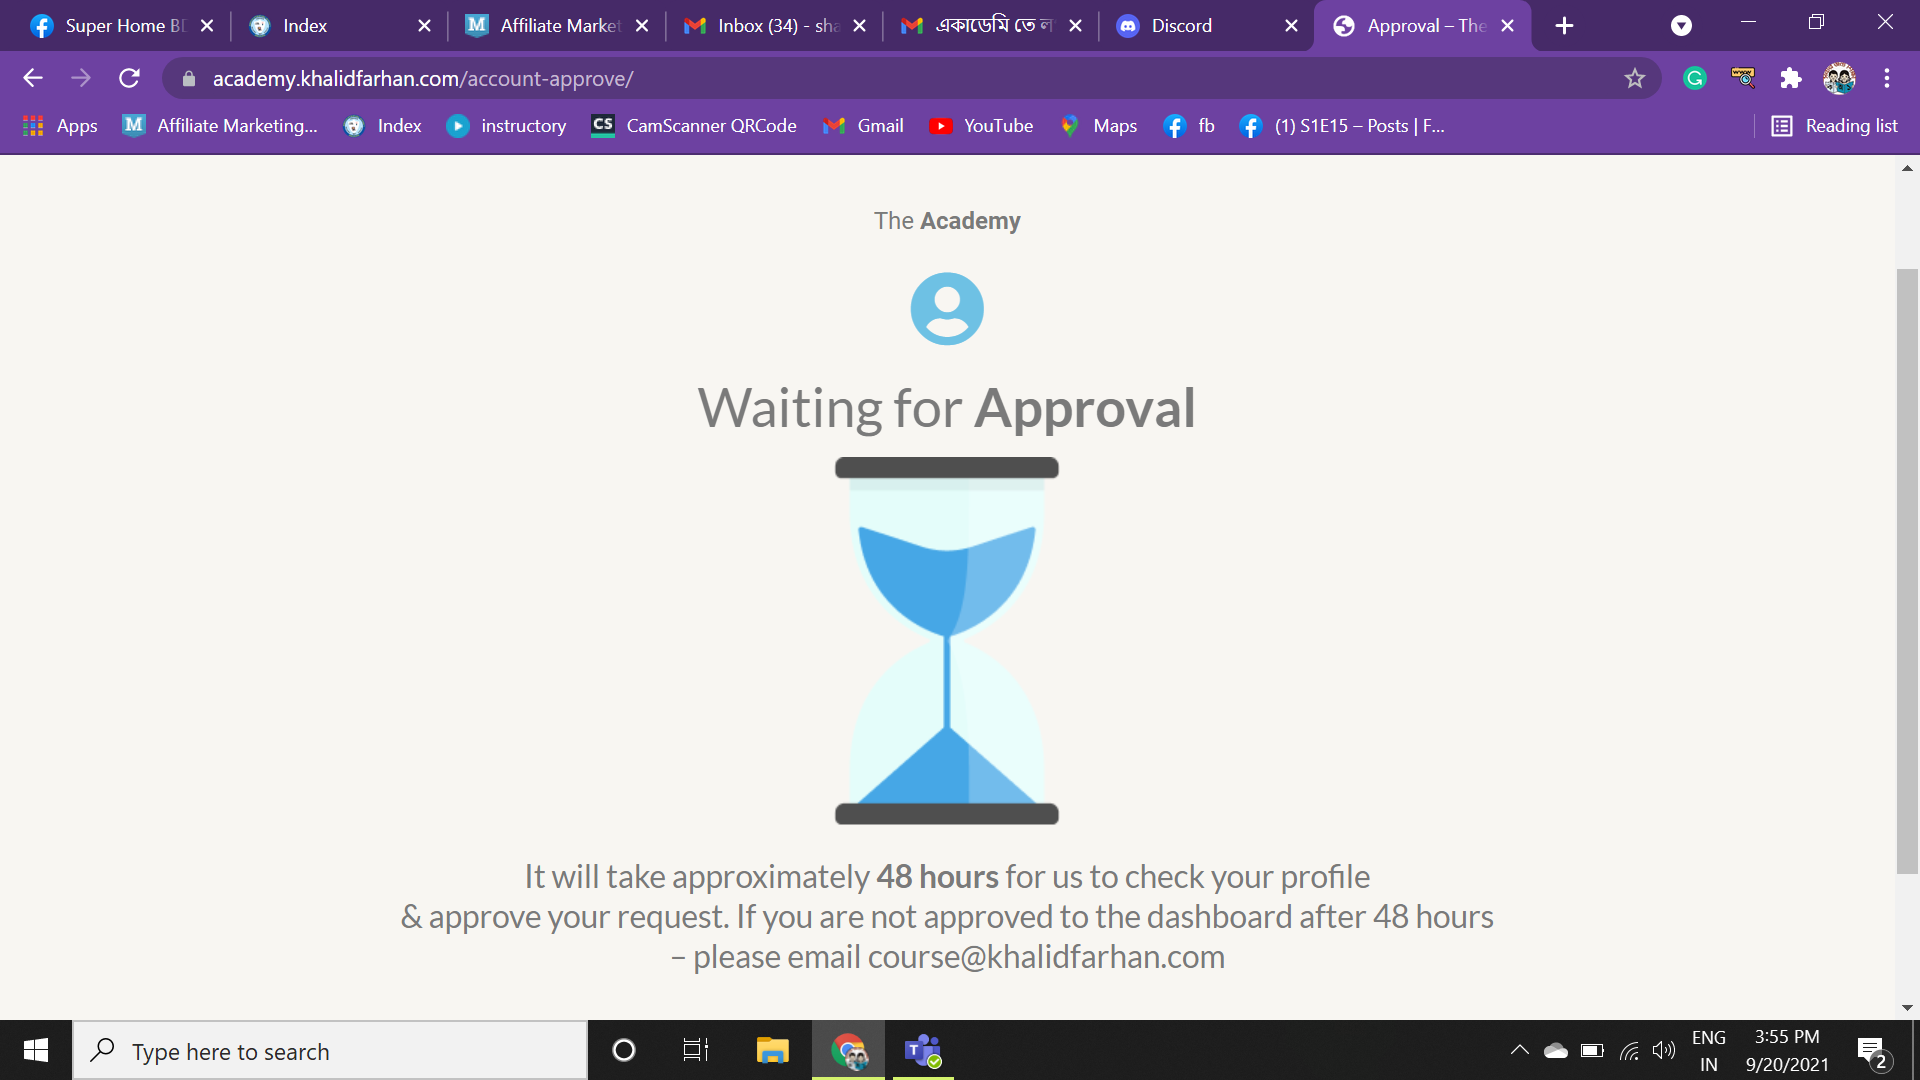 Super Home BD
Index
Affiliate Market
Inbox (34) - sha
একাডেমি তে ল
Discord
Approval – The
academy.khalidfarhan.com/account-approve/
Apps
M Affiliate Marketing...
Index
instructory
CS CamScanner QRCode
Gmail
YouTube
Maps
fb
(1) S1E15 – Posts | F...
Reading list
The Academy
Waiting for Approval
It will take approximately 48 hours for us to check your profile
& approve your request. If you are not approved to the dashboard after 48 hours
– please email course@khalidfarhan.com
Type here to search
ENG
IN
3:55 PM
9/20/2021
2